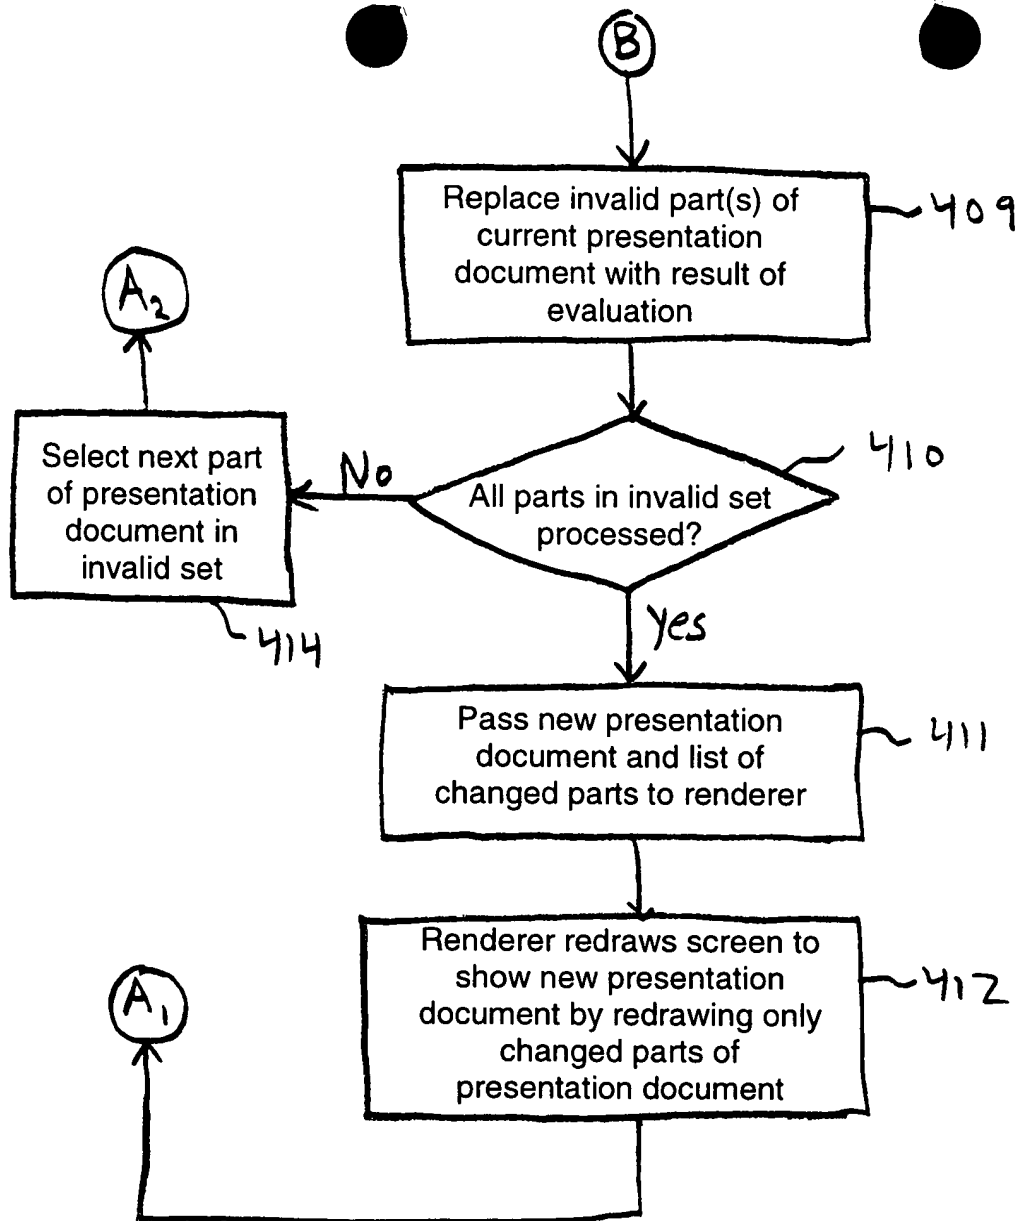 B
Replace invalid part(s) of
current presentation
document with result of
evaluation
409
A2
Select next part
of presentation
document in
invalid set
414
No
All parts in invalid set
processed?
410
yes
Pass new presentation
document and list of
changed parts to renderer
411
Renderer redraws screen to
show new presentation
document by redrawing only
changed parts of
presentation document
412
A1